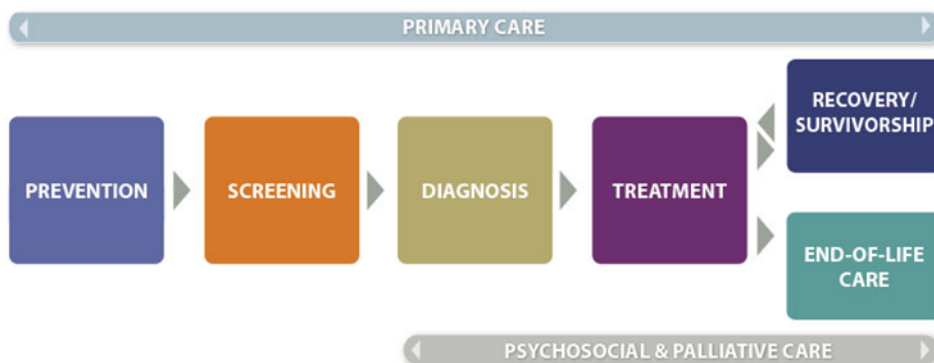 PRIMARY CARE
PREVENTION
SCREENING
DIAGNOSIS
TREATMENT
RECOVERY/
SURVIVORSHIP
END-OF-LIFE
CARE
PSYCHOSOCIAL & PALLIATIVE CARE